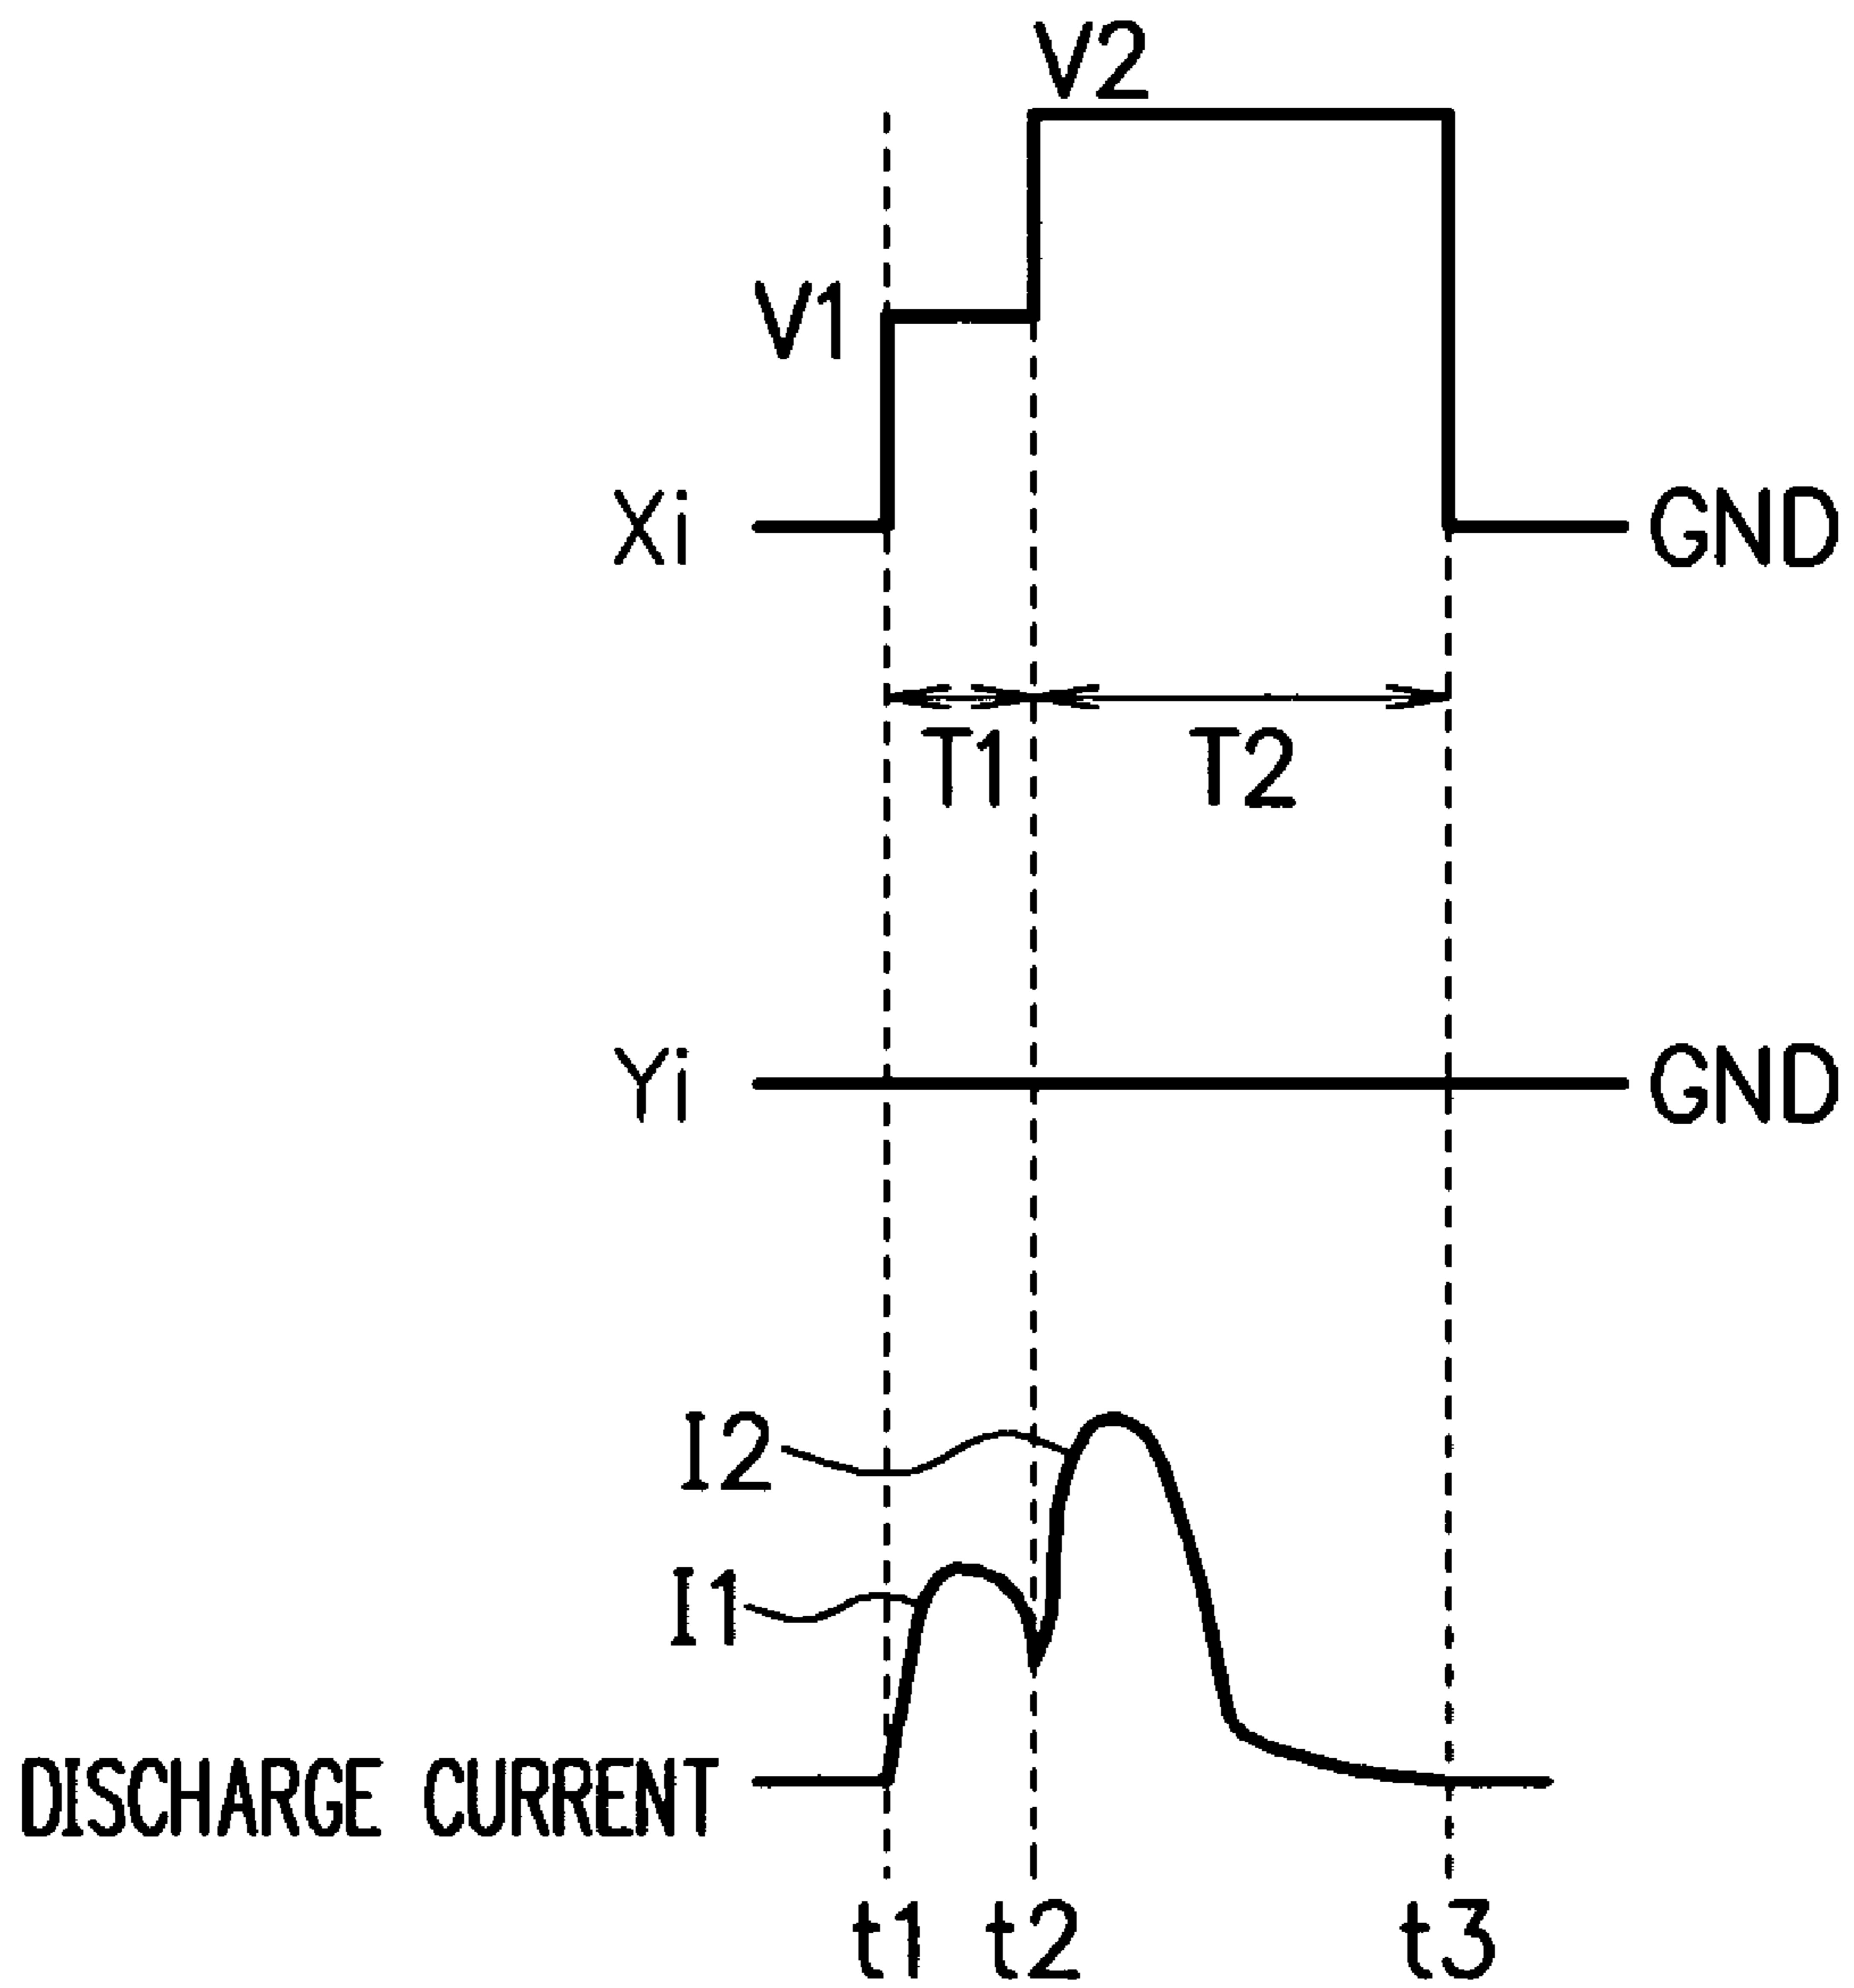 V2
V1
Xi GND
T1 T2
Yi GND
I2
I1
DISCHARGE CURRENT
t1 t2 t3